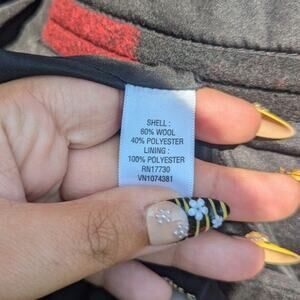 SHELL :
60% WOOL
40% POLYESTER
LINING :
100% POLYESTER
RN17730
VN1074381